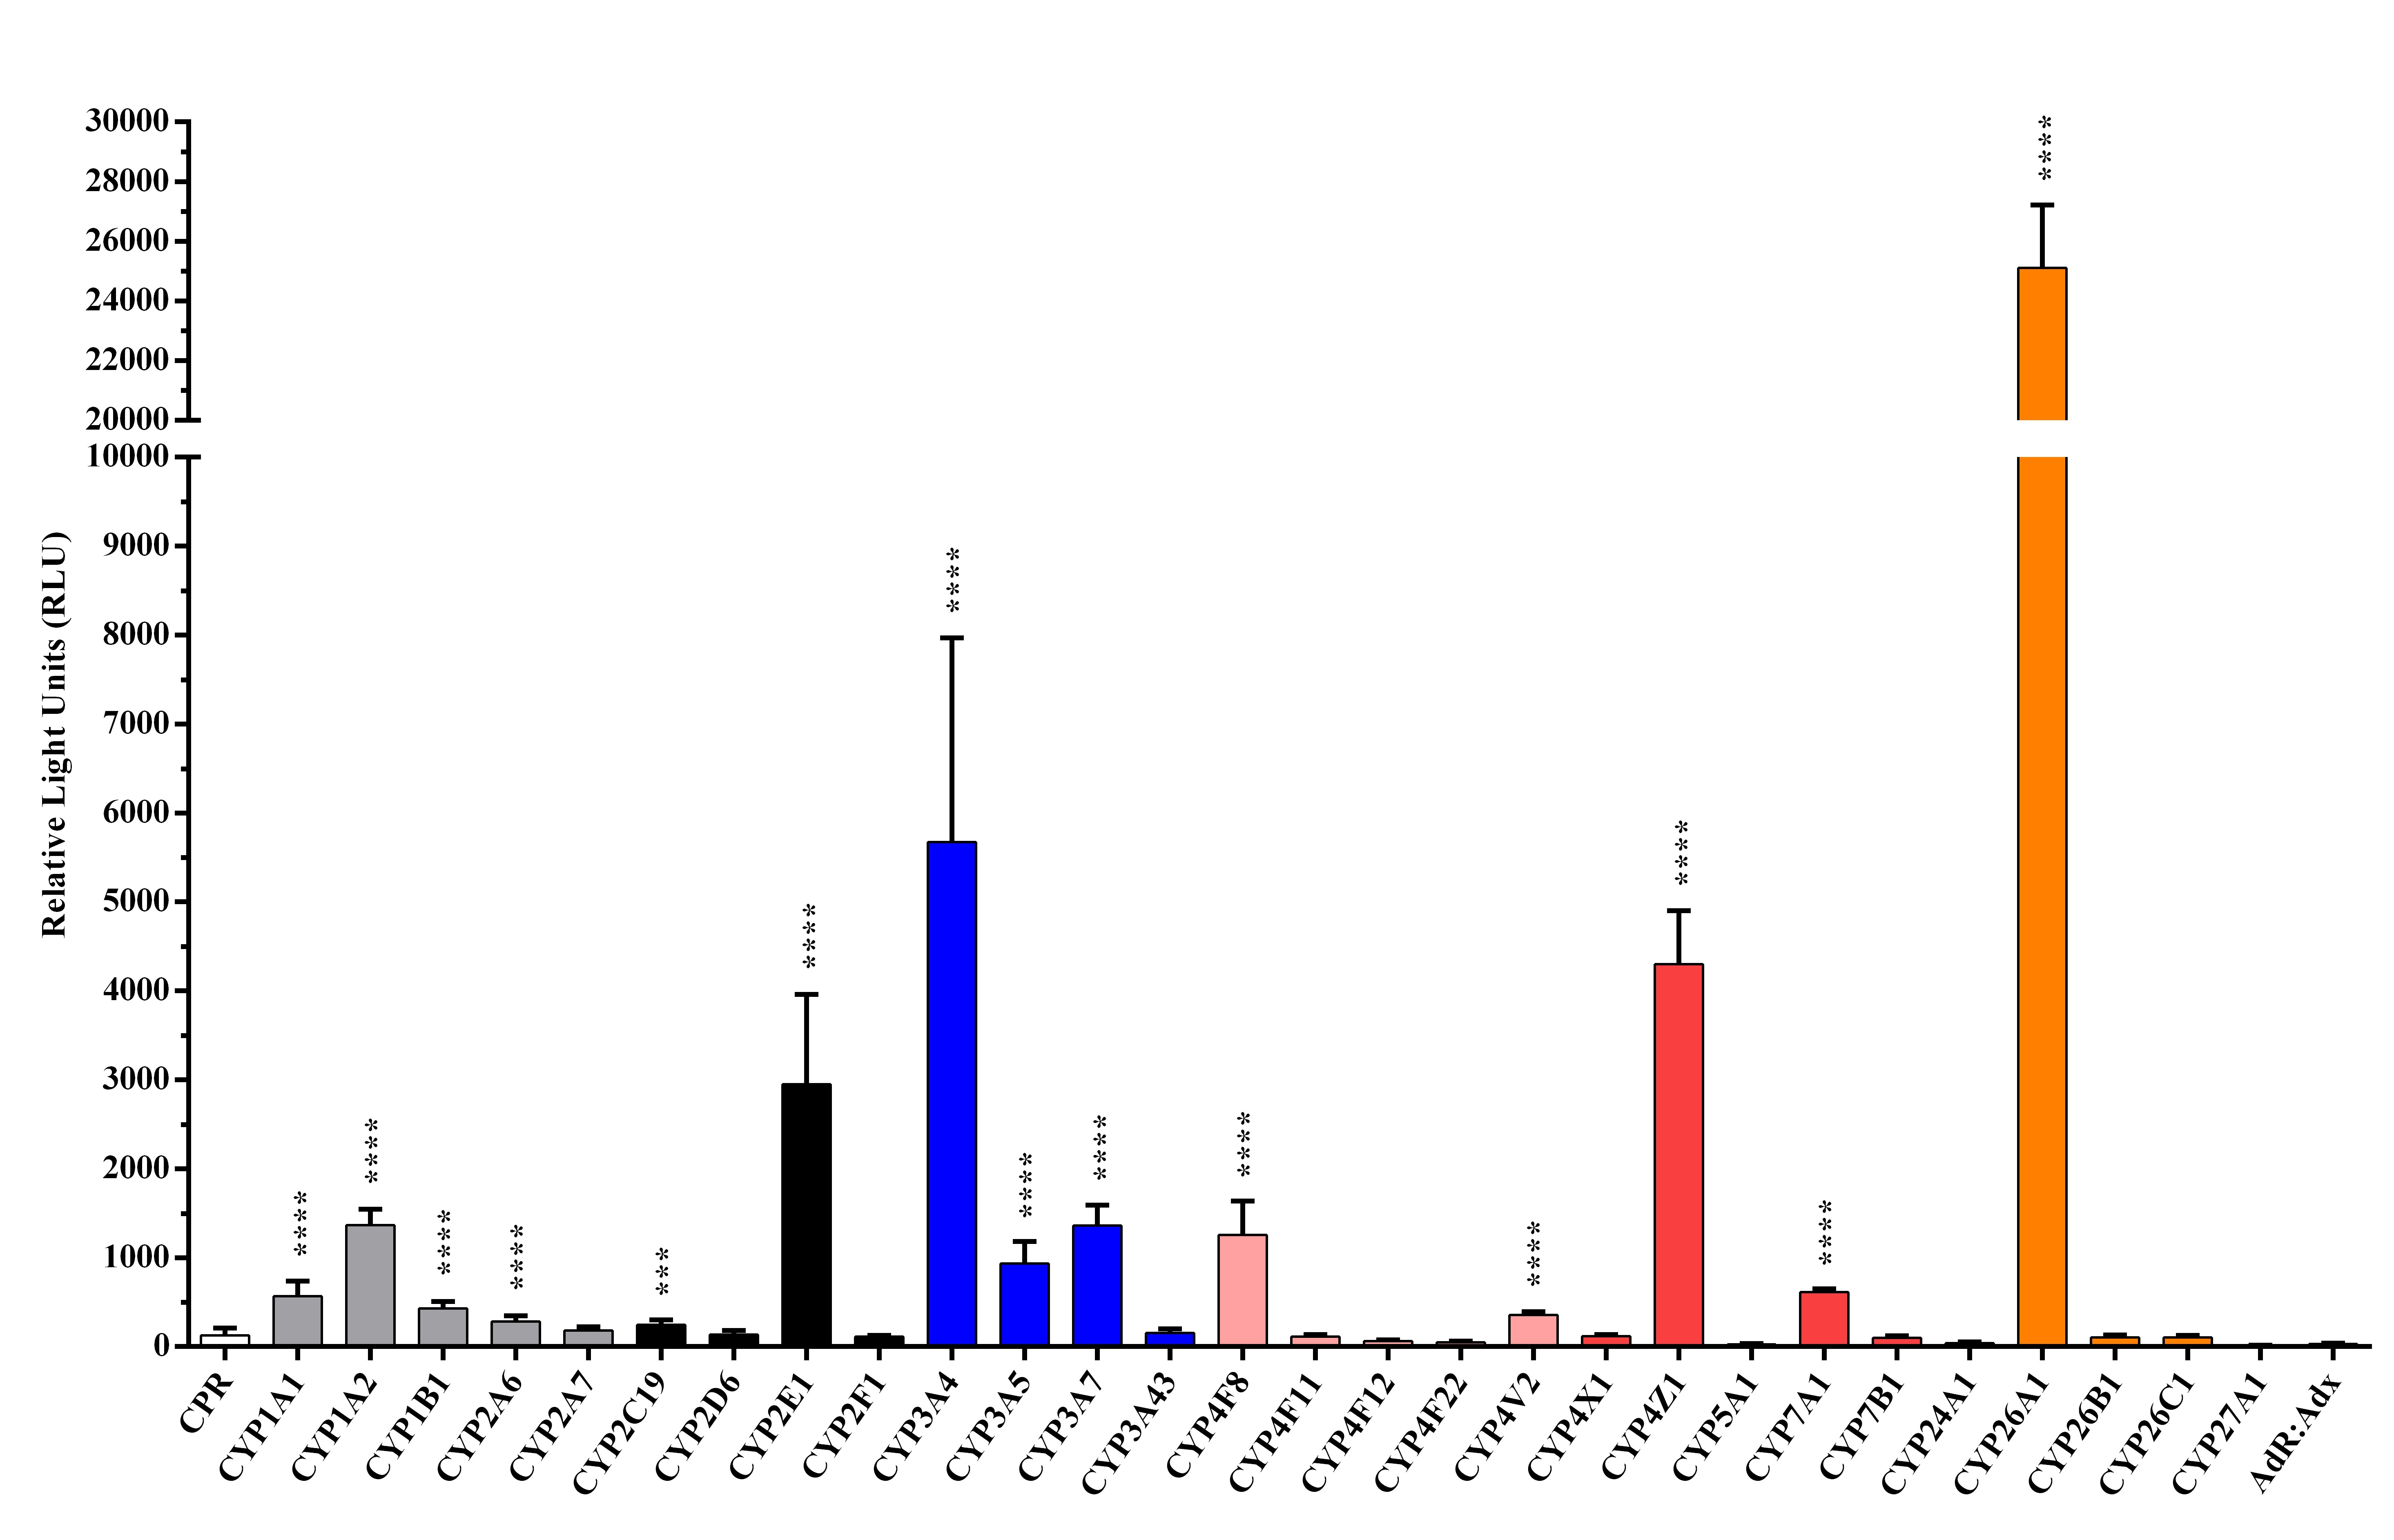 30000
28000
26000
24000
22000
20000
10000
9000
8000
7000
6000
5000
4000
3000
2000
1000
0
Relative Light Units (RLU)
****
****
****
****
****
***
****
****
****
****
****
****
****
****
****
CPR
CYP1A1
CYP1A2
CYP1B1
CYP2A6
CYP2A7
CYP2C19
CYP2D6
CYP2E1
CYP2F1
CYP3A4
CYP3A5
CYP3A7
CYP3A43
CYP4F8
CYP4F11
CYP4F12
CYP4F22
CYP4V2
CYP4X1
CYP4Z1
CYP5A1
CYP7A1
CYP7B1
CYP24A1
CYP26A1
CYP26B1
CYP26C1
CYP27A1
AdR:Adx